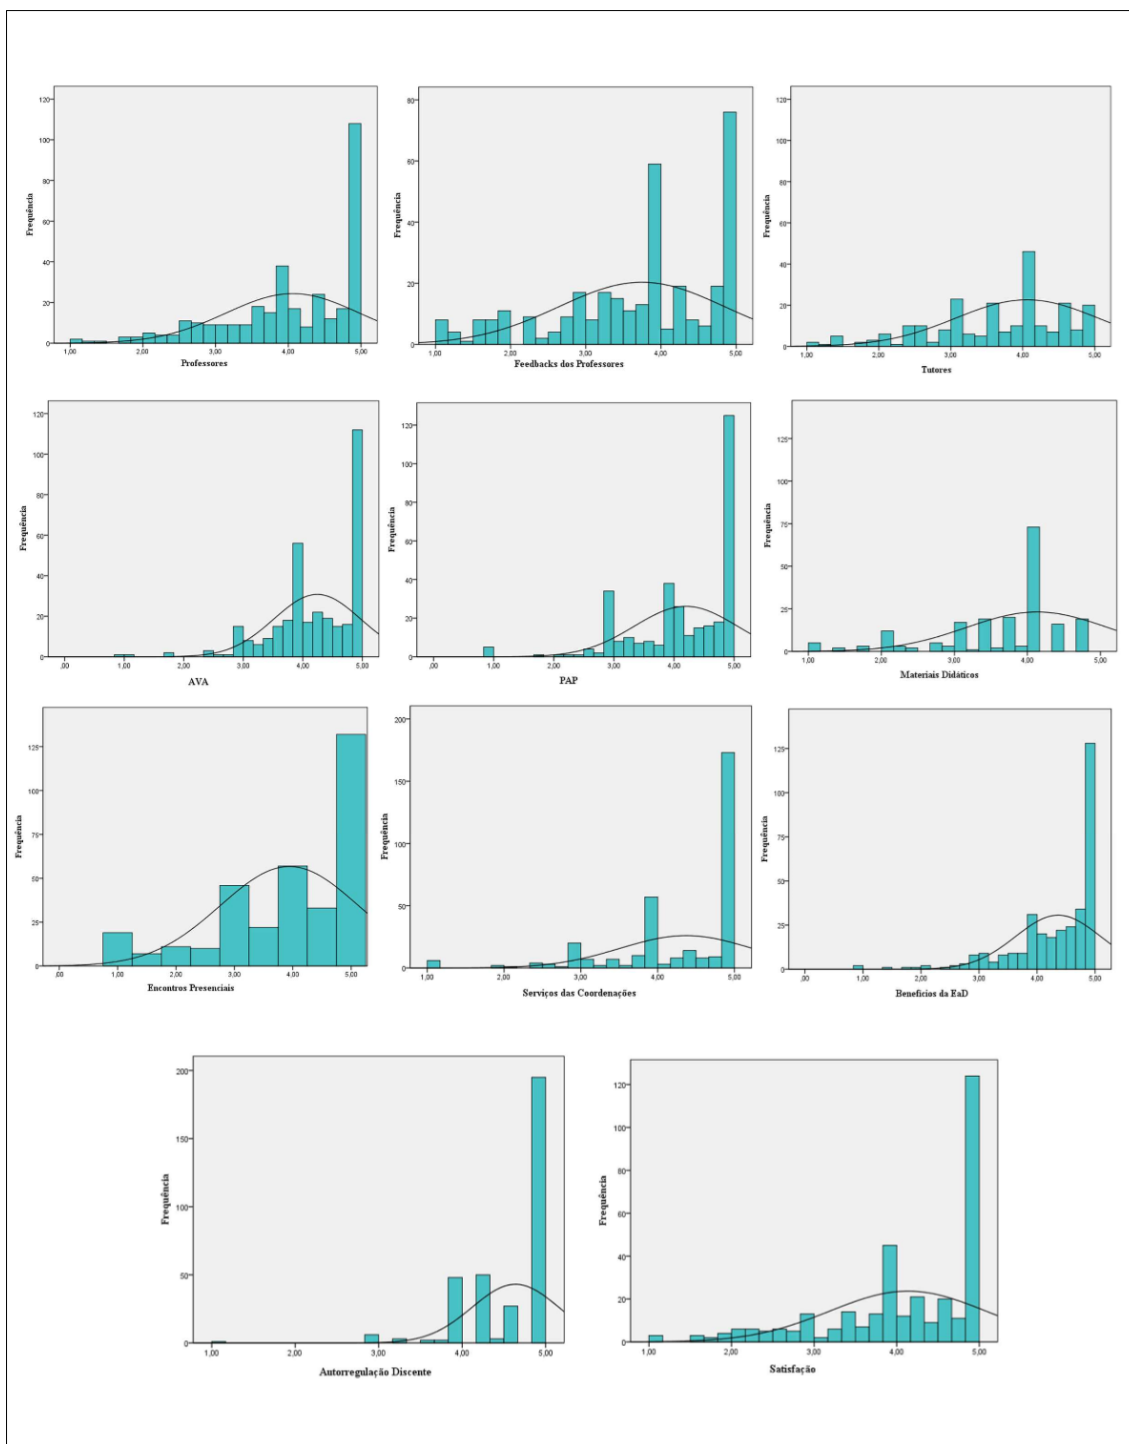 120
100
80
60
40
20
0
Frequência
1,00 2,00 3,00 4,00 5,00
Professores
80
60
40
20
0
Frequência
1,00 2,00 3,00 4,00 5,00
Feedbacks dos Professores
120
100
80
60
40
20
0
Frequência
1,00 2,00 3,00 4,00 5,00
Tutores
120
100
80
60
40
20
0
Frequência
,00 1,00 2,00 3,00 4,00 5,00
AVA
120
100
80
60
40
20
0
Frequência
,00 1,00 2,00 3,00 4,00 5,00
PAP
125
100
75
50
25
0
Frequência
1,00 2,00 3,00 4,00 5,00
Materiais Didáticos
125
100
75
50
25
0
Frequência
,00 1,00 2,00 3,00 4,00 5,00
Encontros Presenciais
200
150
100
50
0
Frequência
1,00 2,00 3,00 4,00 5,00
Serviços das Coordenações
125
100
75
50
25
0
Frequência
,00 1,00 2,00 3,00 4,00 5,00
Benefícios da EaD
200
150
100
50
0
Frequência
1,00 2,00 3,00 4,00 5,00
Autorregulação Discente
120
100
80
60
40
20
0
Frequência
1,00 2,00 3,00 4,00 5,00
Satisfação